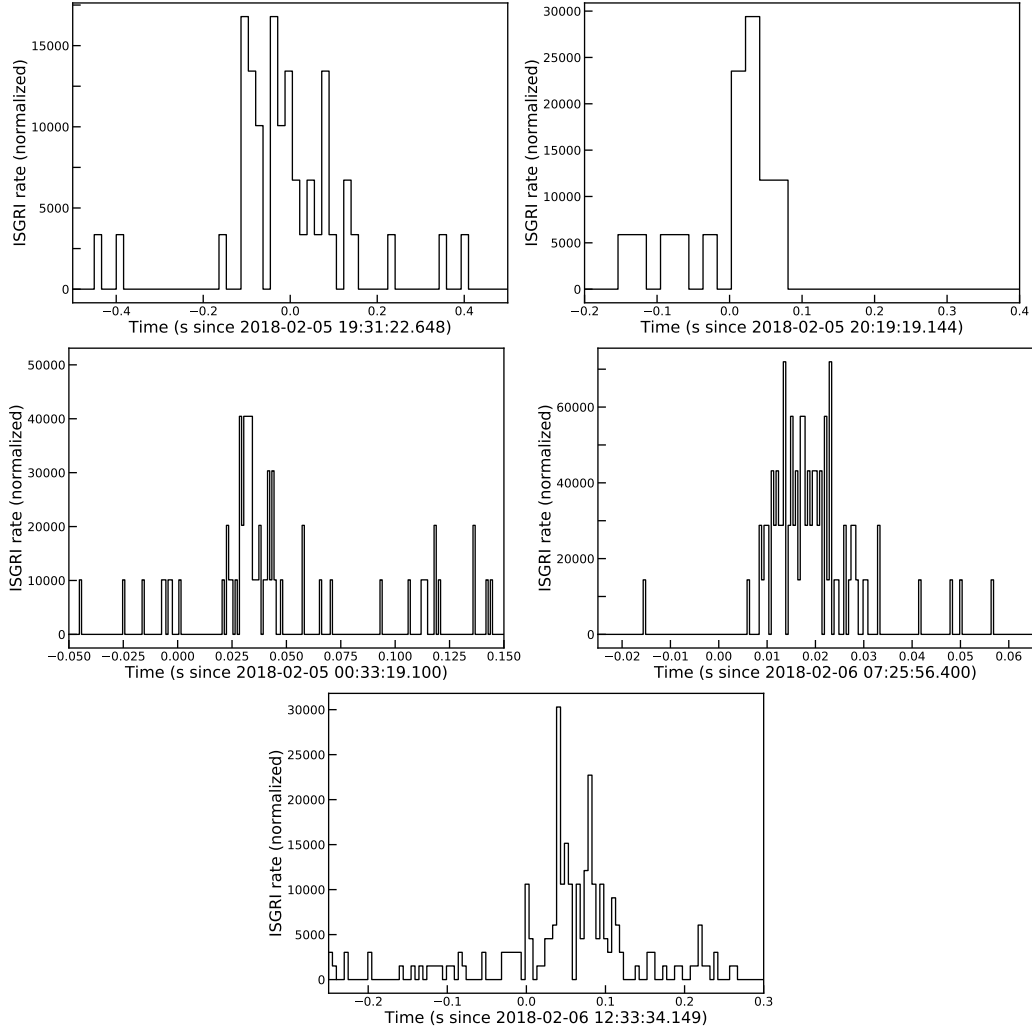 ISGRI rate (normalized)
15000
10000
5000
0
−0.4 −0.2 0.0 0.2 0.4
Time (s since 2018-02-05 19:31:22.648)
ISGRI rate (normalized)
30000
25000
20000
15000
10000
5000
0
−0.2 −0.1 0.0 0.1 0.2 0.3 0.4
Time (s since 2018-02-05 20:19:19.144)
ISGRI rate (normalized)
50000
40000
30000
20000
10000
0
−0.050 −0.025 0.000 0.025 0.050 0.075 0.100 0.125 0.150
Time (s since 2018-02-05 00:33:19.100)
ISGRI rate (normalized)
60000
40000
20000
0
−0.02 −0.01 0.00 0.01 0.02 0.03 0.04 0.05 0.06
Time (s since 2018-02-06 07:25:56.400)
ISGRI rate (normalized)
30000
25000
20000
15000
10000
5000
0
−0.2 −0.1 0.0 0.1 0.2 0.3
Time (s since 2018-02-06 12:33:34.149)